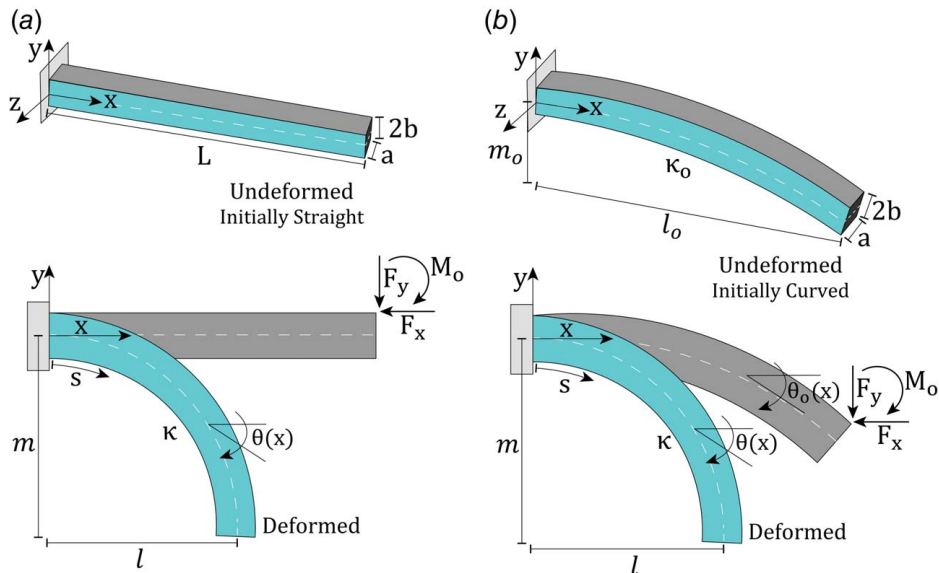 (a)
y
z
x
L
2b
a
Undeformed
Initially Straight
y
x
s
m
κ
θ(x)
F_y
M_o
F_x
Deformed
l
(b)
y
z
x
m_o
κ_o
l_o
2b
a
Undeformed
Initially Curved
y
x
s
m
κ
θ(x)
θ_o(x)
F_y
M_o
F_x
Deformed
l